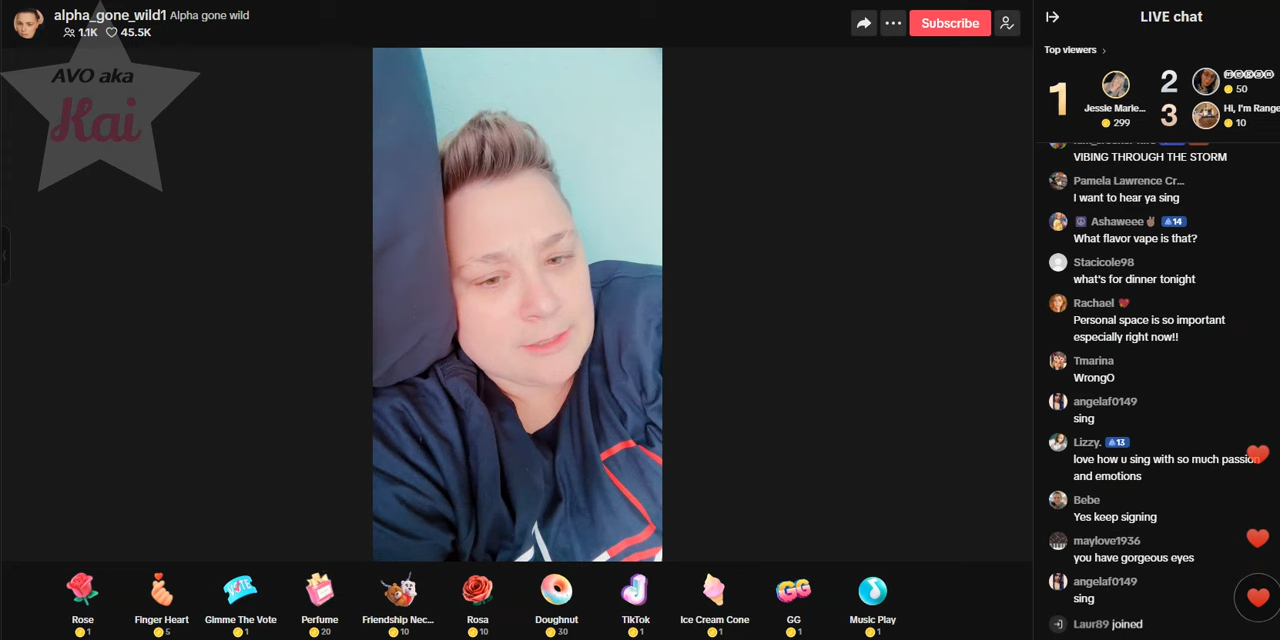 alpha_gone_wild1 Alpha gone wild
1.1K 45.5K
Subscribe
AVO aka
Kai
LIVE chat
Top viewers
1
Jessie Marle...
299
2
50
3
Hi, I'm Range
10
VIBING THROUGH THE STORM
Pamela Lawrence Cr...
I want to hear ya sing
Ashaweee 14
What flavor vape is that?
Stacicole98
what's for dinner tonight
Rachael
Personal space is so important
especially right now!!
Tmarina
WrongO
angelaf0149
sing
Lizzy. 13
love how u sing with so much passion
and emotions
Bebe
Yes keep signing
maylove1936
you have gorgeous eyes
angelaf0149
sing
Laur89 joined
VOTE
GG
Rose
Finger Heart
Gimme The Vote
Perfume
Friendship Nec...
Rosa
Doughnut
TikTok
Ice Cream Cone
GG
Music Play
1
5
1
20
10
10
30
1
1
1
1